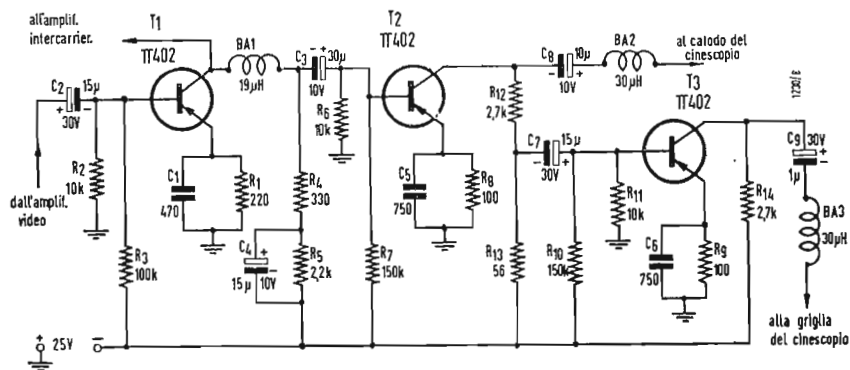 all'amplif.
intercarrier.
T1
П402
BA1
19µH
C3
- +
30µ
10V
T2
П402
C8
10µ
- +
10V
BA2
30µH
al catodo del
cinescopio
T3
П402
1230/E
C2
15µ
+ -
30V
R2
10k
dall'amplif.
video
R3
100k
C1
470
R1
220
R4
330
C4
+
-
15µ
10V
R5
2,2k
R6
10k
R7
150k
C5
750
R8
100
R12
2,7k
C7
15µ
- +
30V
R13
56
R10
150k
R11
10k
C6
750
R9
100
R14
2,7k
C9
30V
+
-
1µ
BA3
30µH
alla griglia
del cinescopio
+ 25V -